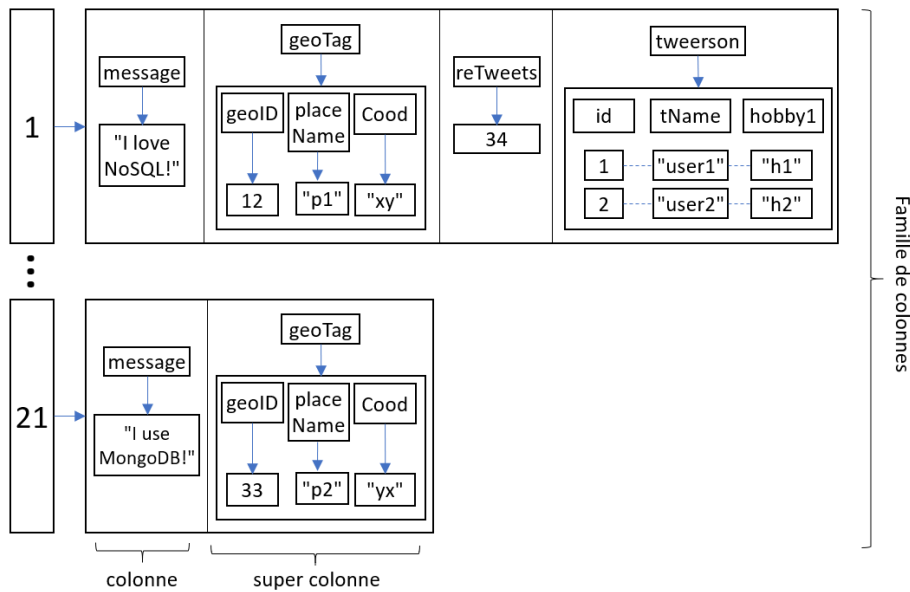 1
message
"I love
NoSQL!"
geoTag
geoID
place
Name
Cood
12
"p1"
"xy"
reTweets
34
tweerson
id
tName
hobby1
1
"user1"
"h1"
2
"user2"
"h2"
21
message
"I use
MongoDB!"
geoTag
geoID
place
Name
Cood
33
"p2"
"yx"
colonne
super colonne
Famille de colonnes